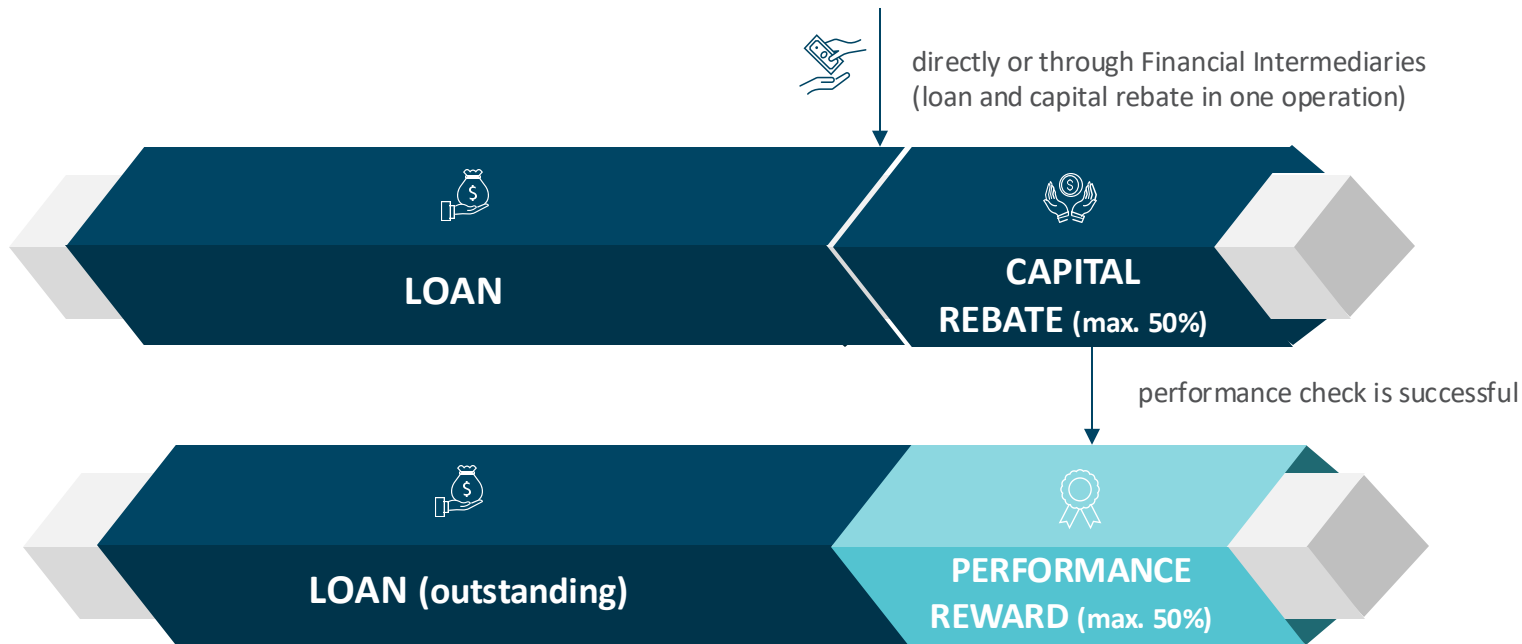 directly or through Financial Intermediaries
(loan and capital rebate in one operation)
$
$
LOAN
CAPITAL
REBATE (max. 50%)
performance check is successful
$
LOAN (outstanding)
PERFORMANCE
REWARD (max. 50%)